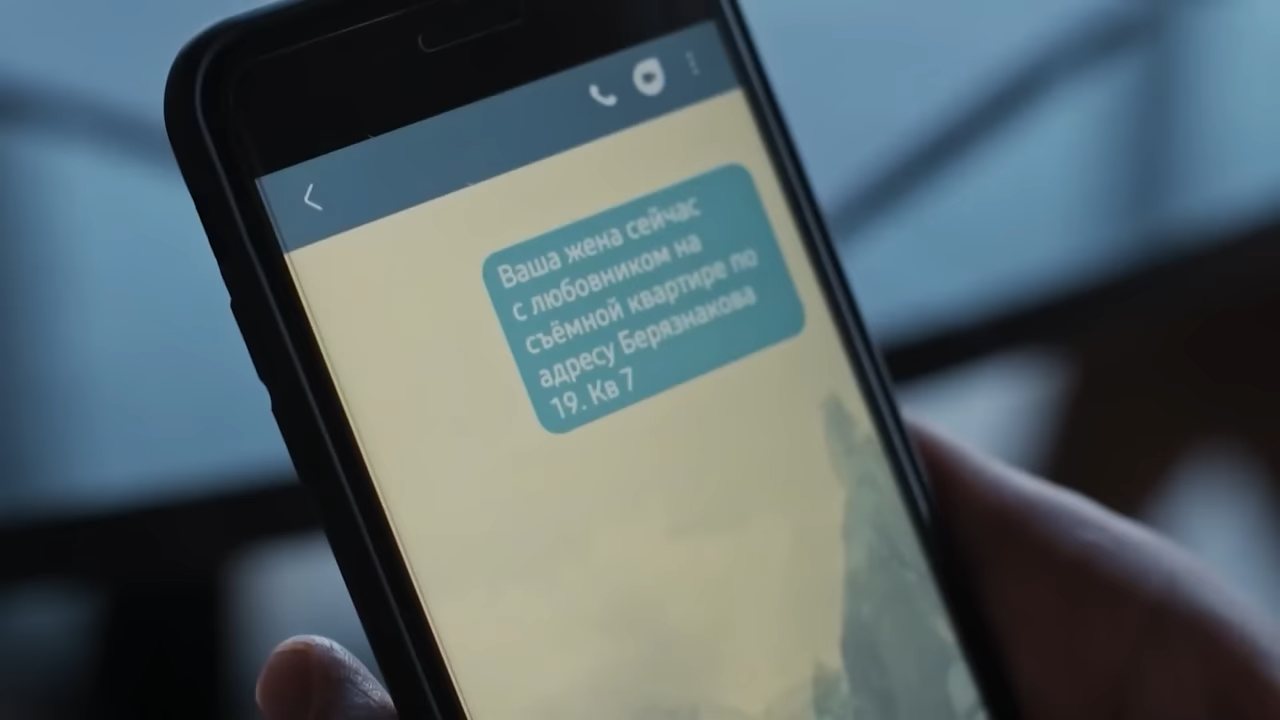 Ваша жена сейчас
с любовником на
съёмной квартире по
адресу Берязнакова
19. Кв 7